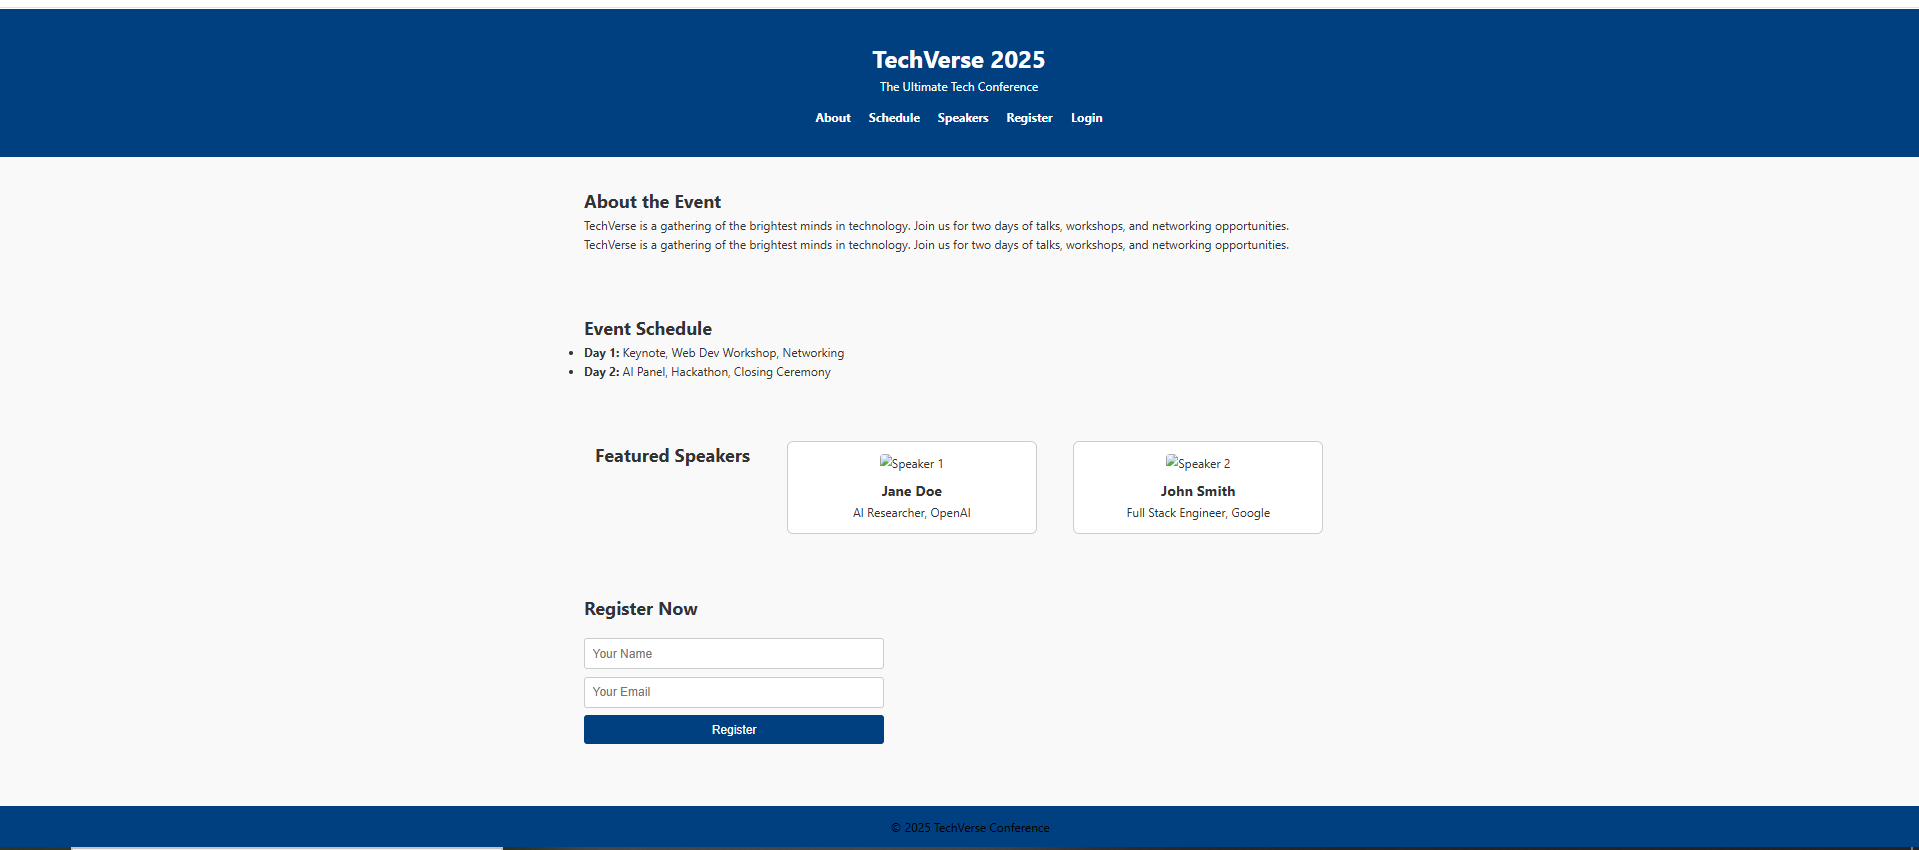 TechVerse 2025
The Ultimate Tech Conference
About Schedule Speakers Register Login
About the Event
TechVerse is a gathering of the brightest minds in technology. Join us for two days of talks, workshops, and networking opportunities.
TechVerse is a gathering of the brightest minds in technology. Join us for two days of talks, workshops, and networking opportunities.
Event Schedule
• Day 1: Keynote, Web Dev Workshop, Networking
• Day 2: AI Panel, Hackathon, Closing Ceremony
Featured Speakers
Speaker 1
Jane Doe
AI Researcher, OpenAI
Speaker 2
John Smith
Full Stack Engineer, Google
Register Now
Your Name
Your Email
Register
© 2025 TechVerse Conference